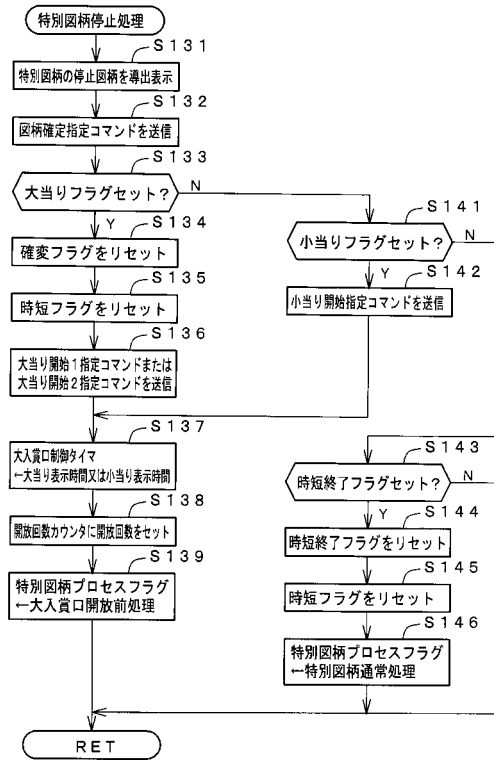 特別図柄停止処理
S131
特別図柄の停止図柄を導出表示
S132
図柄確定指定コマンドを送信
S133
大当りフラグセット?
N
Y
S134
確変フラグをリセット
S135
時短フラグをリセット
S136
大当り開始1指定コマンドまたは
大当り開始2指定コマンドを送信
S141
小当りフラグセット?
N
Y
S142
小当り開始指定コマンドを送信
S137
大入賞口制御タイマ
←大当り表示時間又は小当り表示時間
S138
開放回数カウンタに開放回数をセット
S139
特別図柄プロセスフラグ
←大入賞口開放前処理
S143
時短終了フラグセット?
N
Y
S144
時短終了フラグをリセット
S145
時短フラグをリセット
S146
特別図柄プロセスフラグ
←特別図柄通常処理
RET